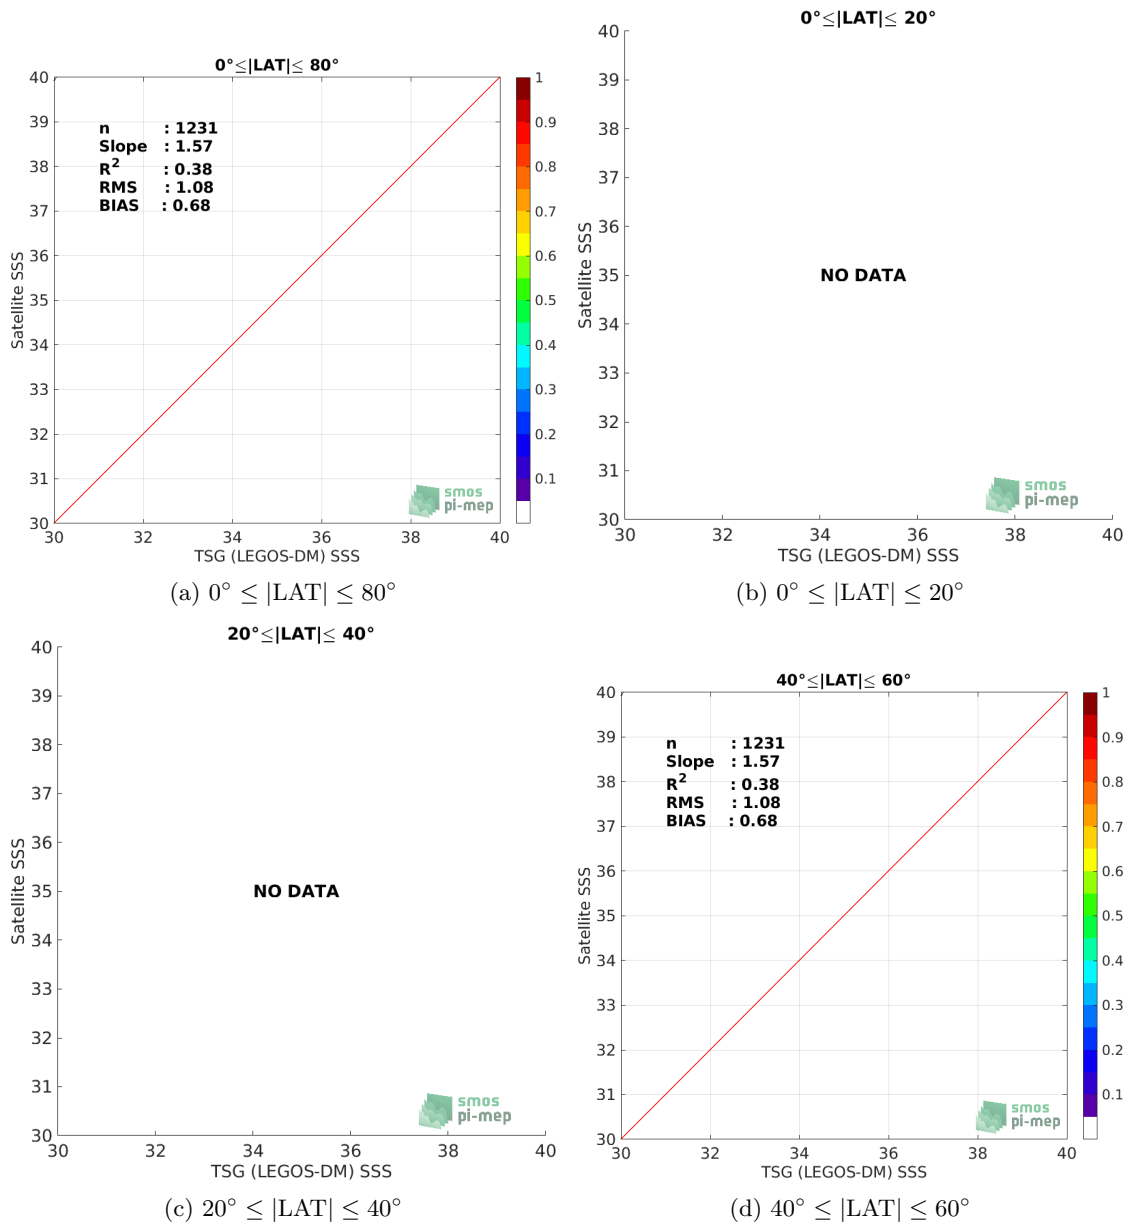 0°≤|LAT|≤ 80°
40
39
38
37
36
35
34
33
32
31
30
n : 1231
Slope : 1.57
R² : 0.38
RMS : 1.08
BIAS : 0.68
Satellite SSS
30 32 34 36 38 40
TSG (LEGOS-DM) SSS
smos
pi-mep
1
0.9
0.8
0.7
0.6
0.5
0.4
0.3
0.2
0.1
(a) 0° ≤ |LAT| ≤ 80°
0°≤|LAT|≤ 20°
40
39
38
37
36
35
34
33
32
31
30
NO DATA
Satellite SSS
30 32 34 36 38 40
TSG (LEGOS-DM) SSS
smos
pi-mep
(b) 0° ≤ |LAT| ≤ 20°
20°≤|LAT|≤ 40°
40
39
38
37
36
35
34
33
32
31
30
NO DATA
Satellite SSS
30 32 34 36 38 40
TSG (LEGOS-DM) SSS
smos
pi-mep
(c) 20° ≤ |LAT| ≤ 40°
40°≤|LAT|≤ 60°
40
39
38
37
36
35
34
33
32
31
30
n : 1231
Slope : 1.57
R² : 0.38
RMS : 1.08
BIAS : 0.68
Satellite SSS
30 32 34 36 38 40
TSG (LEGOS-DM) SSS
smos
pi-mep
1
0.9
0.8
0.7
0.6
0.5
0.4
0.3
0.2
0.1
(d) 40° ≤ |LAT| ≤ 60°